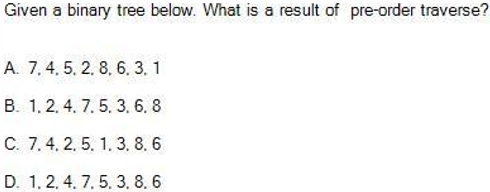 Given a binary tree below. What is a result of pre-order traverse?
A. 7, 4, 5, 2, 8, 6, 3, 1
B. 1, 2, 4, 7, 5, 3, 6, 8
C. 7, 4, 2, 5, 1, 3, 8, 6
D. 1, 2, 4, 7, 5, 3, 8, 6